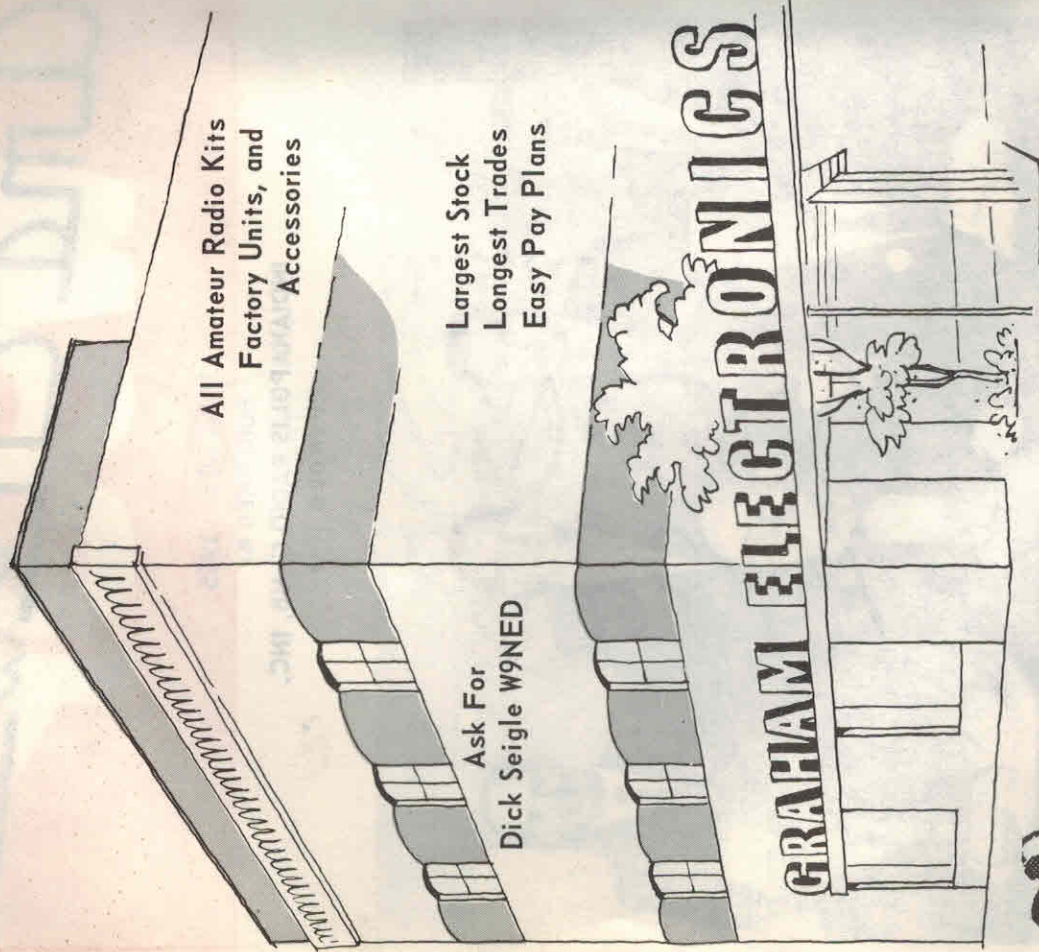 All Amateur Radio Kits
Factory Units, and
Accessories
Largest Stock
Longest Trades
Easy Pay Plans
Ask For
Dick Seigle W9NED
GRAHAM ELECTRONICS